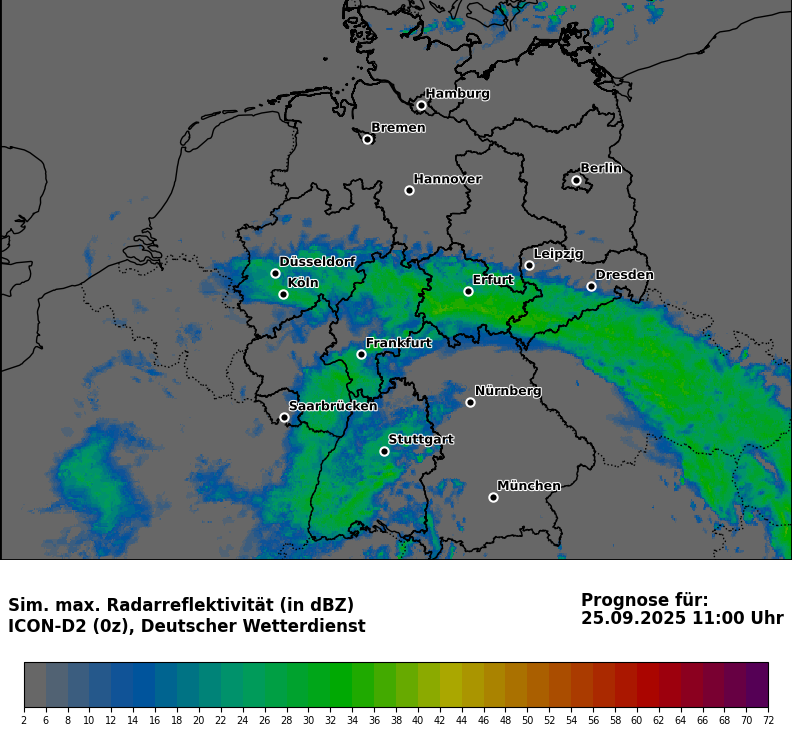 Hamburg
Bremen
Berlin
Hannover
Leipzig
Düsseldorf
Dresden
Köln
Erfurt
Frankfurt
Nürnberg
Saarbrücken
Stuttgart
München
Sim. max. Radarreflektivität (in dBZ)
ICON-D2 (0z), Deutscher Wetterdienst
Prognose für:
25.09.2025 11:00 Uhr
2 6 8 10 12 14 16 18 20 22 24 26 28 30 32 34 36 38 40 42 44 46 48 50 52 54 56 58 60 62 64 66 68 70 72